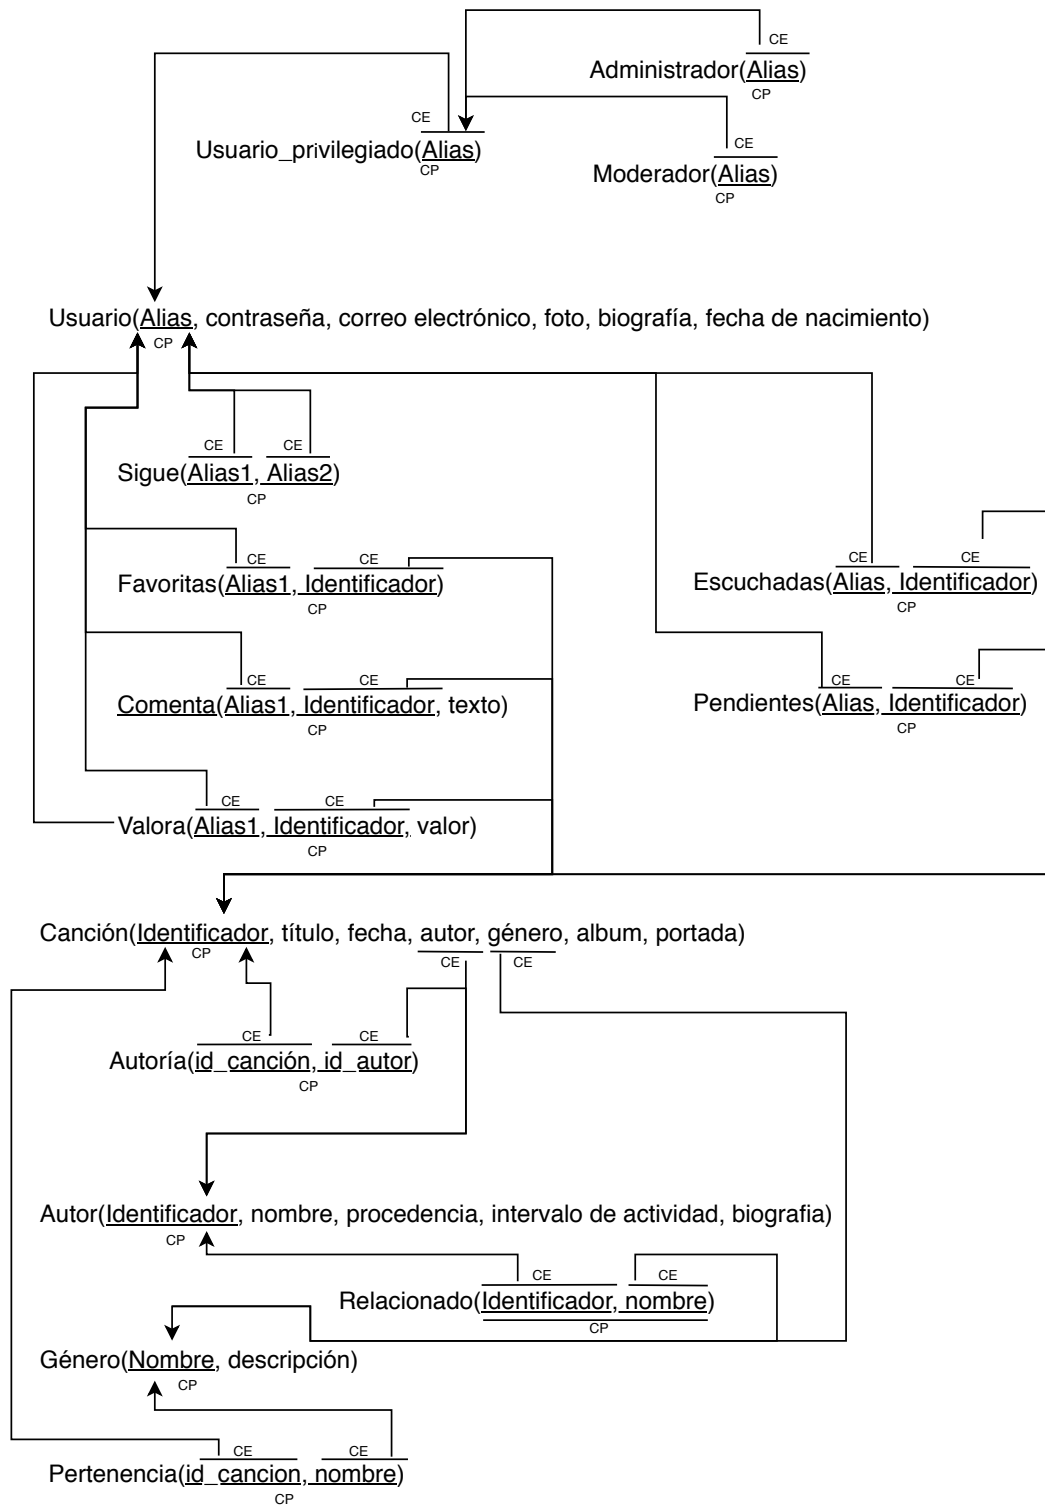 CE
Administrador(Alias)
CP
CE
Usuario_privilegiado(Alias)
CP
CE
Moderador(Alias)
CP
Usuario(Alias, contraseña, correo electrónico, foto, biografía, fecha de nacimiento)
CP
CE CE
Sigue(Alias1, Alias2)
CP
CE CE
Favoritas(Alias1, Identificador)
CP
CE CE
Escuchadas(Alias, Identificador)
CP
CE CE
Comenta(Alias1, Identificador, texto)
CP
CE CE
Pendientes(Alias, Identificador)
CP
CE CE
Valora(Alias1, Identificador, valor)
CP
Canción(Identificador, título, fecha, autor, género, album, portada)
CP CE CE
CE CE
Autoría(id_canción, id_autor)
CP
Autor(Identificador, nombre, procedencia, intervalo de actividad, biografia)
CP
CE CE
Relacionado(Identificador, nombre)
CP
Género(Nombre, descripción)
CP
CE CE
Pertenencia(id_cancion, nombre)
CP